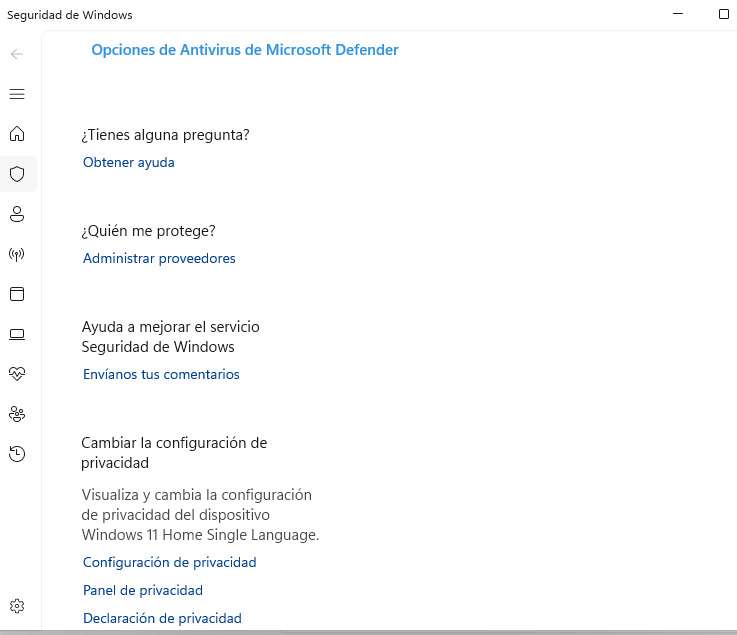 Seguridad de Windows
Opciones de Antivirus de Microsoft Defender
¿Tienes alguna pregunta?
Obtener ayuda
¿Quién me protege?
Administrar proveedores
Ayuda a mejorar el servicio
Seguridad de Windows
Envíanos tus comentarios
Cambiar la configuración de
privacidad
Visualiza y cambia la configuración
de privacidad del dispositivo
Windows 11 Home Single Language.
Configuración de privacidad
Panel de privacidad
Declaración de privacidad